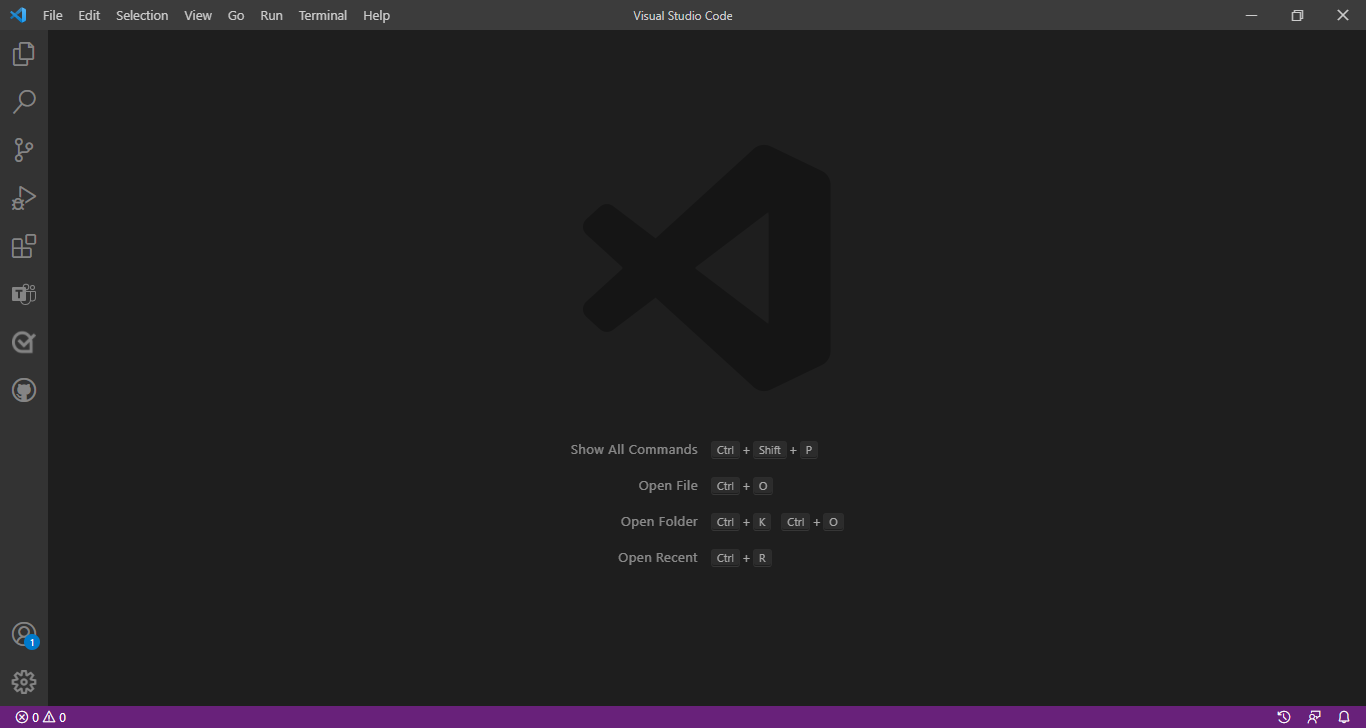 File Edit Selection View Go Run Terminal Help Visual Studio Code
T
Show All Commands Ctrl + Shift + P
Open File Ctrl + O
Open Folder Ctrl + K Ctrl + O
Open Recent Ctrl + R
1
0 0